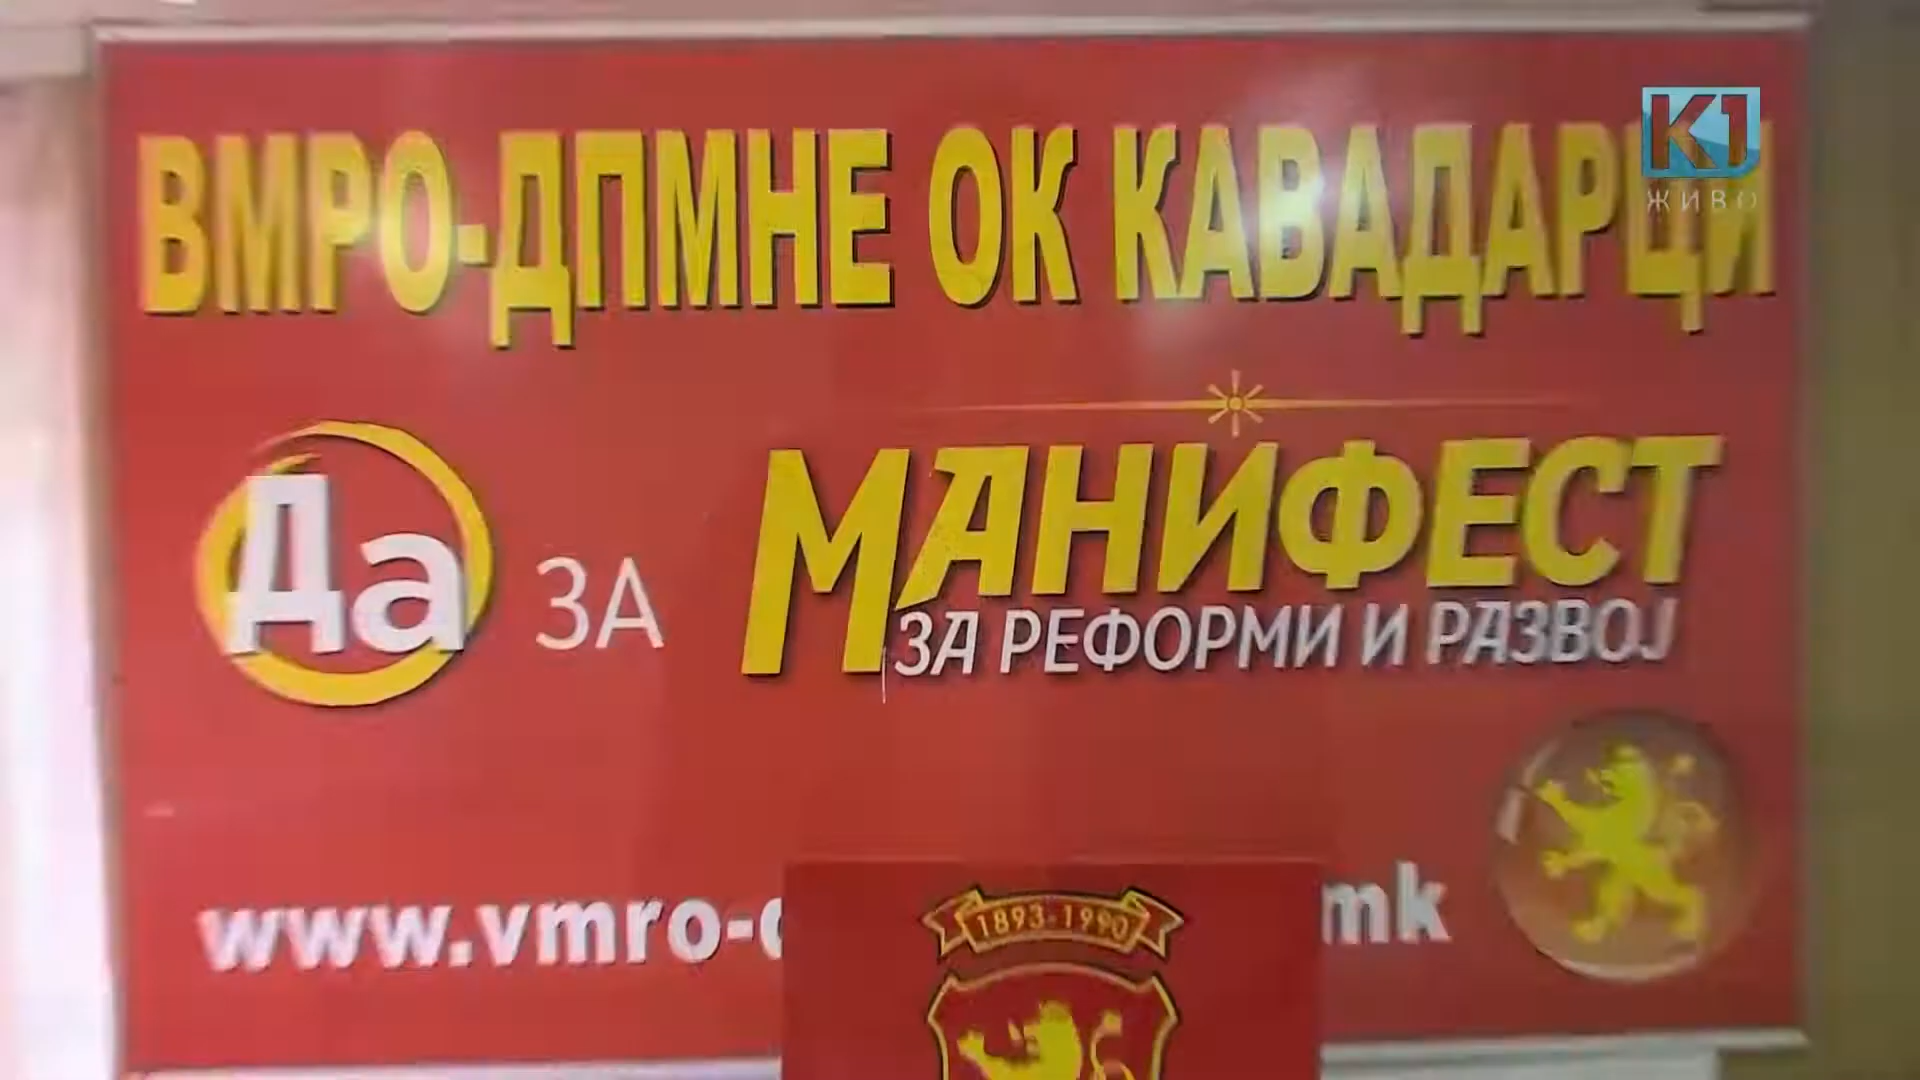 ВМРО-ДПМНЕ ОК КАВАДАРЦИ
K1
ЖИВО
Да ЗА МАНИФЕСТ
ЗА РЕФОРМИ И РАЗВОЈ
www.vmro-d mk
1893-1990